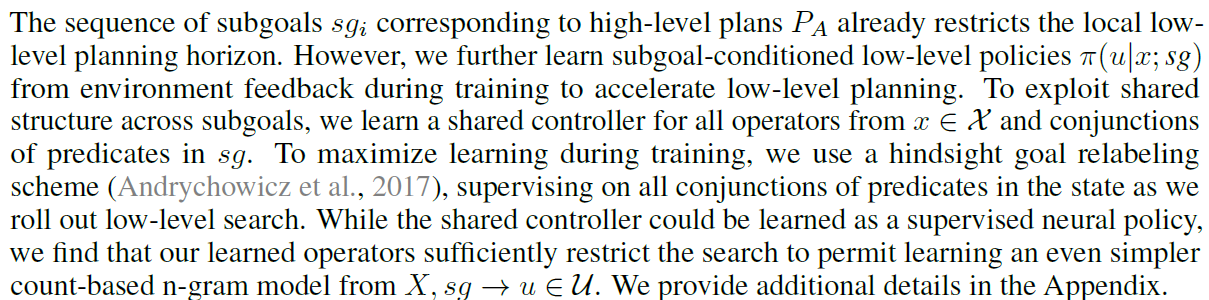 The sequence of subgoals sg_i corresponding to high-level plans P_A already restricts the local low-
level planning horizon. However, we further learn subgoal-conditioned low-level policies π(u|x; sg)
from environment feedback during training to accelerate low-level planning. To exploit shared
structure across subgoals, we learn a shared controller for all operators from x ∈ 𝒳 and conjunctions
of predicates in sg. To maximize learning during training, we use a hindsight goal relabeling
scheme (Andrychowicz et al., 2017), supervising on all conjunctions of predicates in the state as we
roll out low-level search. While the shared controller could be learned as a supervised neural policy,
we find that our learned operators sufficiently restrict the search to permit learning an even simpler
count-based n-gram model from X, sg → u ∈ 𝒰. We provide additional details in the Appendix.